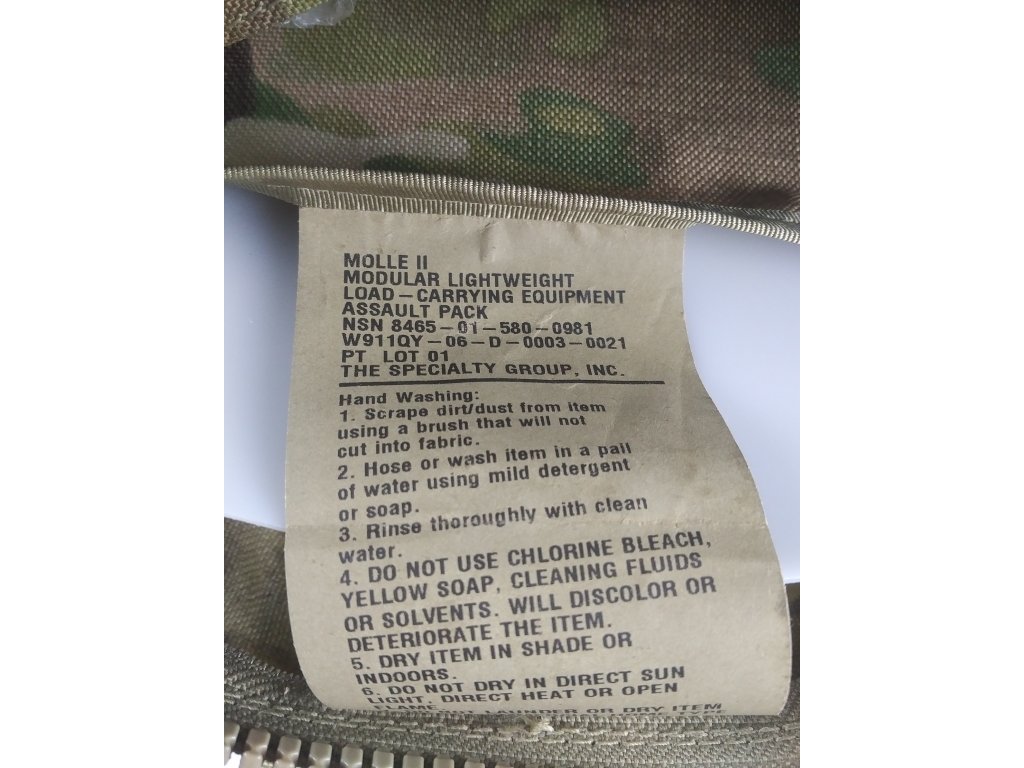 MOLLE II
MODULAR LIGHTWEIGHT
LOAD-CARRYING EQUIPMENT
ASSAULT PACK
NSN 8465-01-580-0981
W911QY-06-D-0003-0021
PT LOT 01
THE SPECIALTY GROUP, INC.
Hand Washing:
1. Scrape dirt/dust from item
using a brush that will not
cut into fabric.
2. Hose or wash item in a pail
of water using mild detergent
or soap.
3. Rinse thoroughly with clean
water.
4. DO NOT USE CHLORINE BLEACH,
YELLOW SOAP, CLEANING FLUIDS
OR SOLVENTS. WILL DISCOLOR OR
DETERIORATE THE ITEM.
5. DRY ITEM IN SHADE OR
INDOORS.
6. DO NOT DRY IN DIRECT SUN
LIGHT, DIRECT HEAT OR OPEN
FLAME. LAUNDER OR DRY ITEM